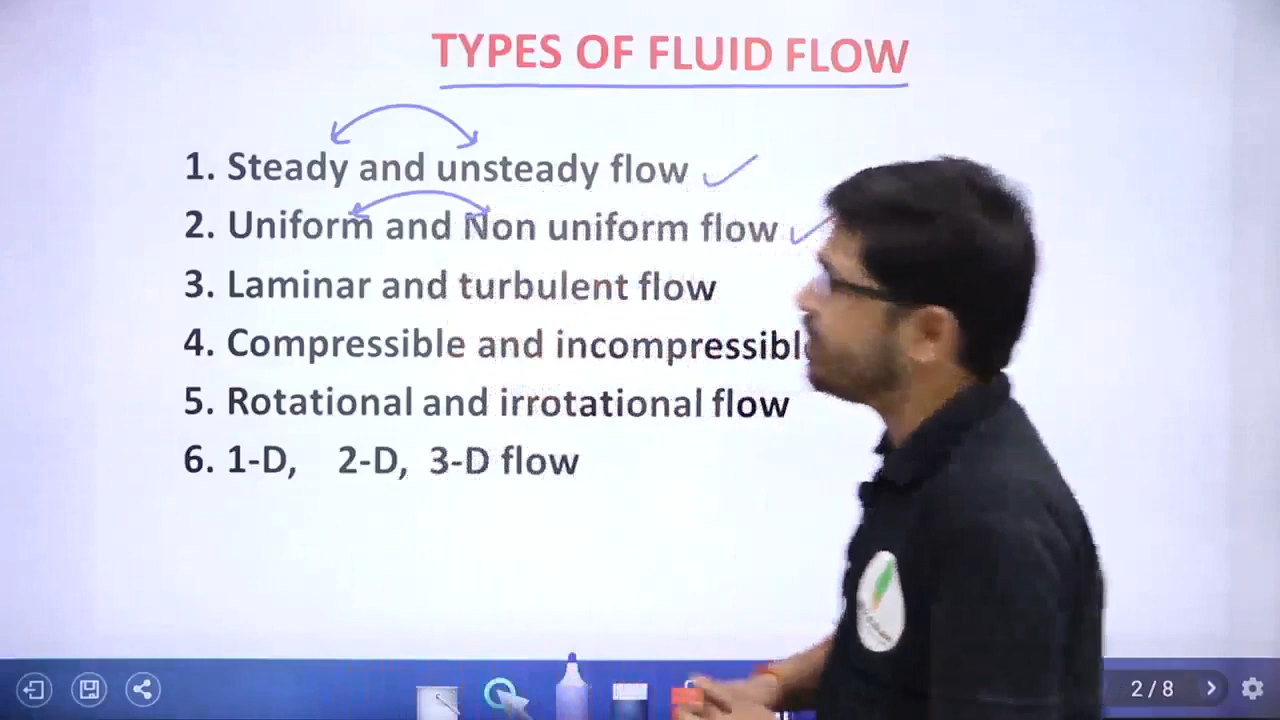 TYPES OF FLUID FLOW
1. Steady and unsteady flow
2. Uniform and Non uniform flow
3. Laminar and turbulent flow
4. Compressible and incompressibl
5. Rotational and irrotational flow
6. 1-D, 2-D, 3-D flow
2/8